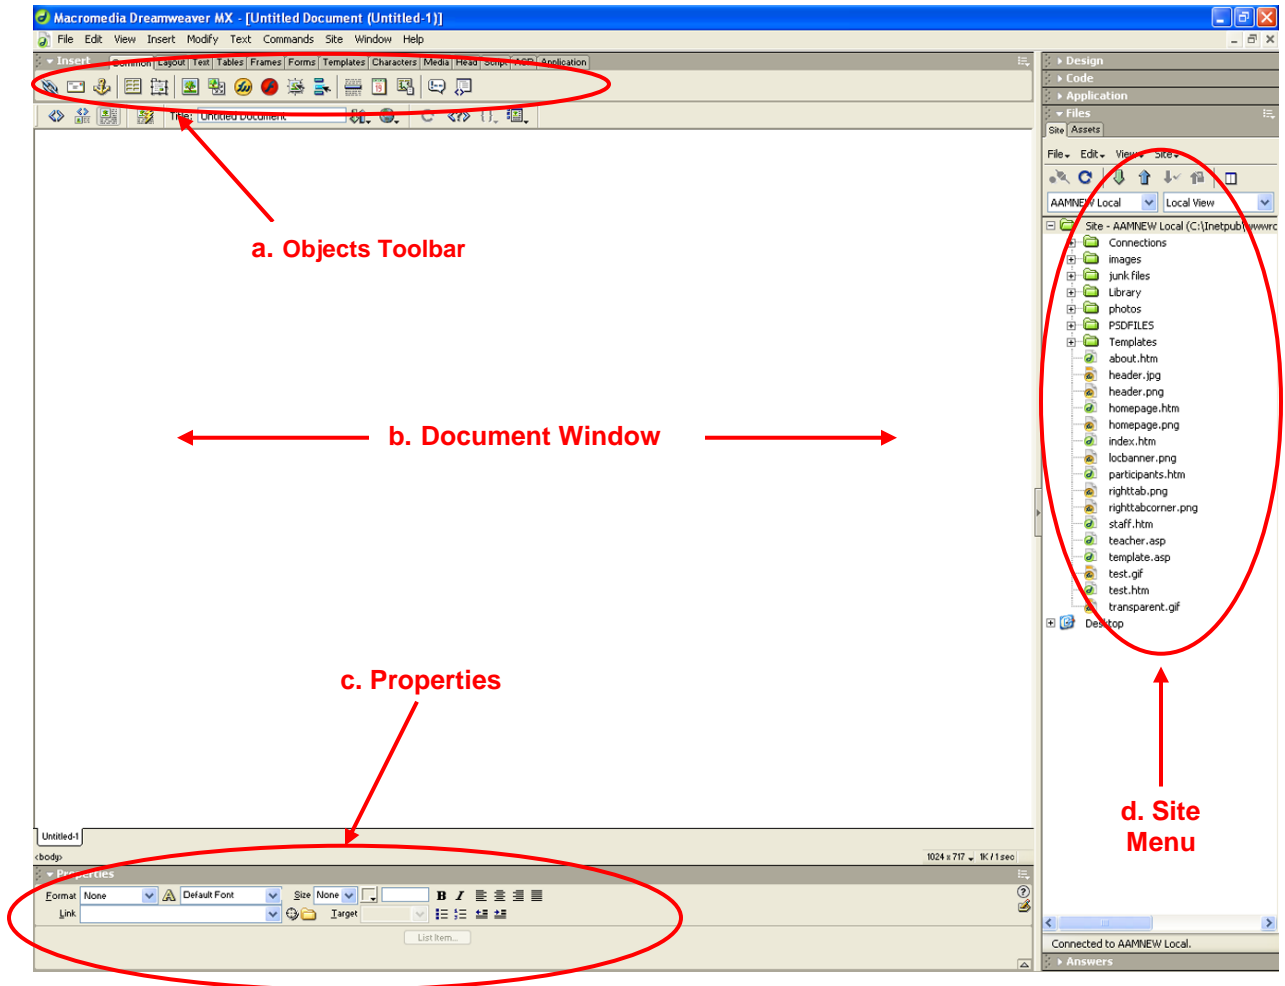 Macromedia Dreamweaver MX - [Untitled Document (Untitled-1)]
File Edit View Insert Modify Text Commands Site Window Help
Insert Common Layout Text Tables Frames Forms Templates Characters Media Head Script ASP Application
Title: Untitled Document
a. Objects Toolbar
b. Document Window
c. Properties
Untitled-1
<body>
1024 x 717 1K / 1 sec
Properties
Format None Default Font Size None B I
Link Target
List Item...
Design
Code
Application
Files
Site Assets
File Edit View Site
AAMNEW Local Local View
Site - AAMNEW Local (C:\Inetpub\wwwrc
Connections
images
junk files
Library
photos
PSDFILES
Templates
about.htm
header.jpg
header.png
homepage.htm
homepage.png
index.htm
locbanner.png
participants.htm
righttab.png
righttabcorner.png
staff.htm
teacher.asp
template.asp
test.gif
test.htm
transparent.gif
Desktop
d. Site
Menu
Connected to AAMNEW Local.
Answers